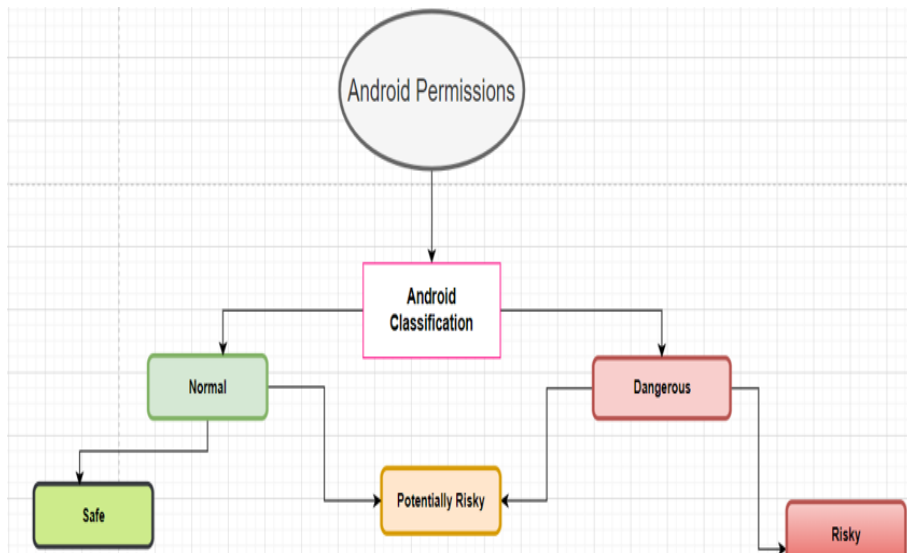 Android Permissions
Android
Classification
Normal
Dangerous
Potentially Risky
Safe
Risky